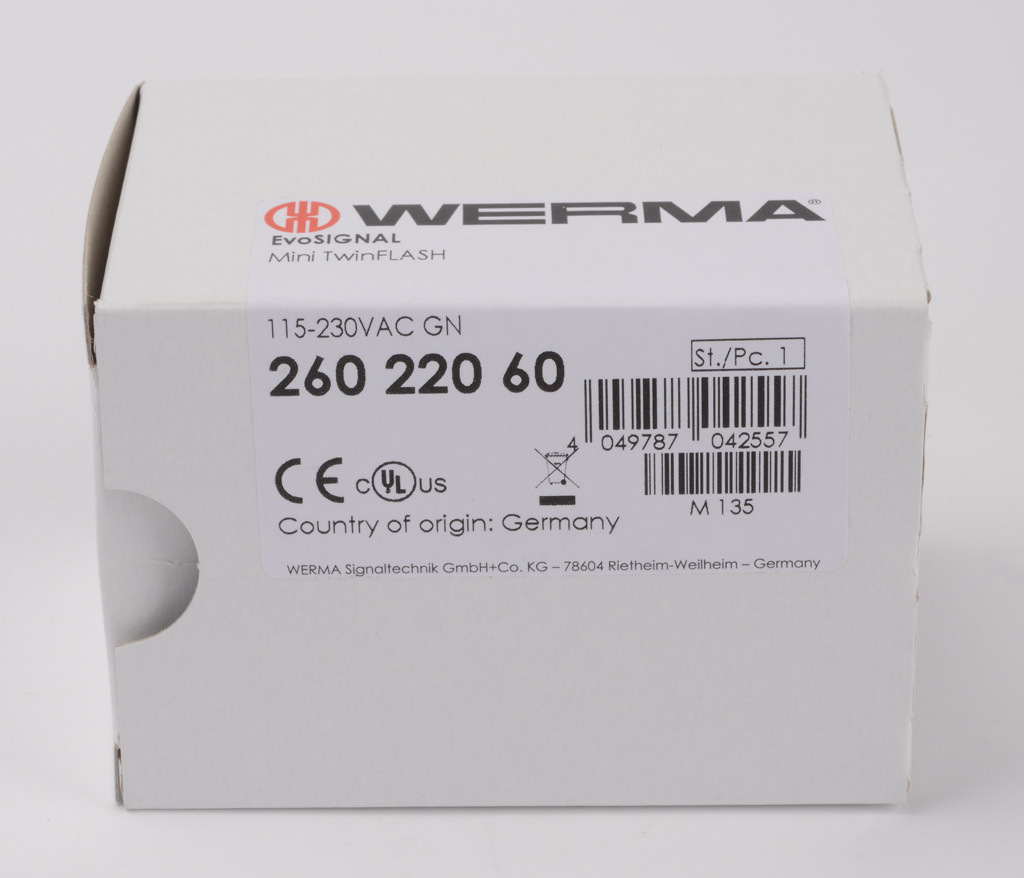 WERMA®
EvoSIGNAL
Mini TwinFLASH
115-230VAC GN
260 220 60
St./Pc. 1
4 049787 042557
CE c UL us
M 135
Country of origin: Germany
WERMA Signaltechnik GmbH+Co. KG – 78604 Rietheim-Weilheim – Germany